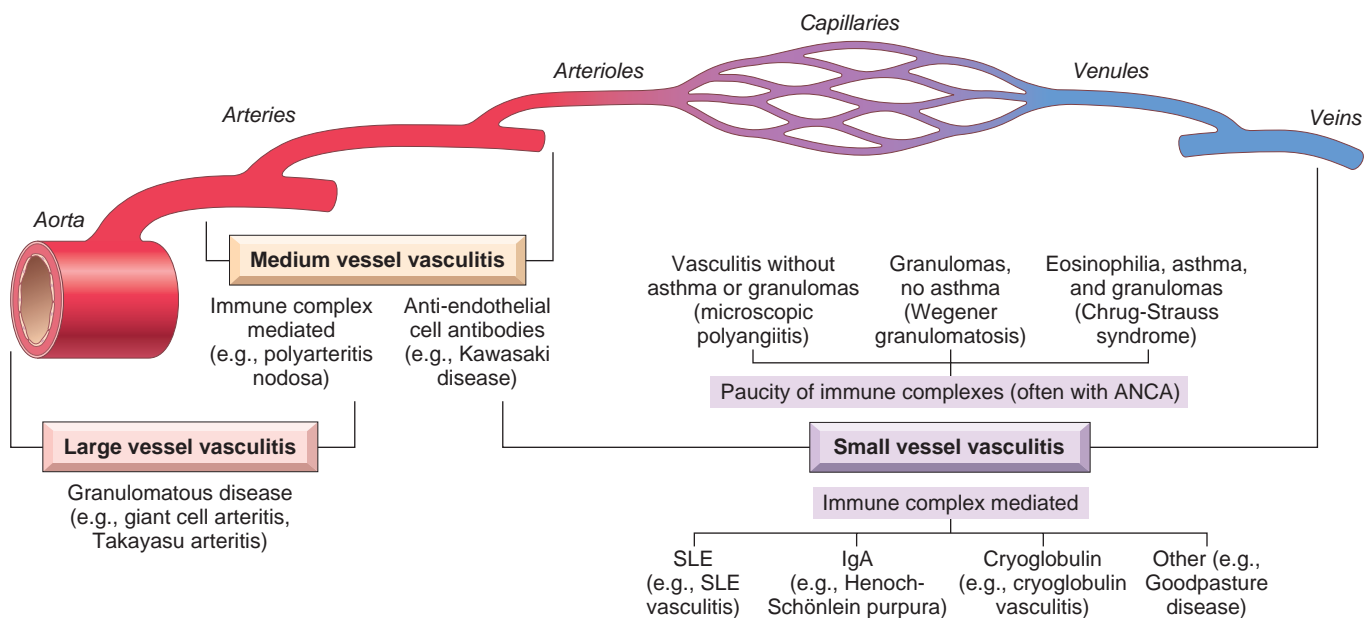 Capillaries
Arterioles
Venules
Arteries
Veins
Aorta
Medium vessel vasculitis
Immune complex
mediated
(e.g., polyarteritis
nodosa)
Anti-endothelial
cell antibodies
(e.g., Kawasaki
disease)
Vasculitis without
asthma or granulomas
(microscopic
polyangiitis)
Granulomas,
no asthma
(Wegener
granulomatosis)
Eosinophilia, asthma,
and granulomas
(Chrug-Strauss
syndrome)
Paucity of immune complexes (often with ANCA)
Large vessel vasculitis
Granulomatous disease
(e.g., giant cell arteritis,
Takayasu arteritis)
Small vessel vasculitis
Immune complex mediated
SLE
(e.g., SLE
vasculitis)
IgA
(e.g., Henoch-
Schönlein purpura)
Cryoglobulin
(e.g., cryoglobulin
vasculitis)
Other (e.g.,
Goodpasture
disease)